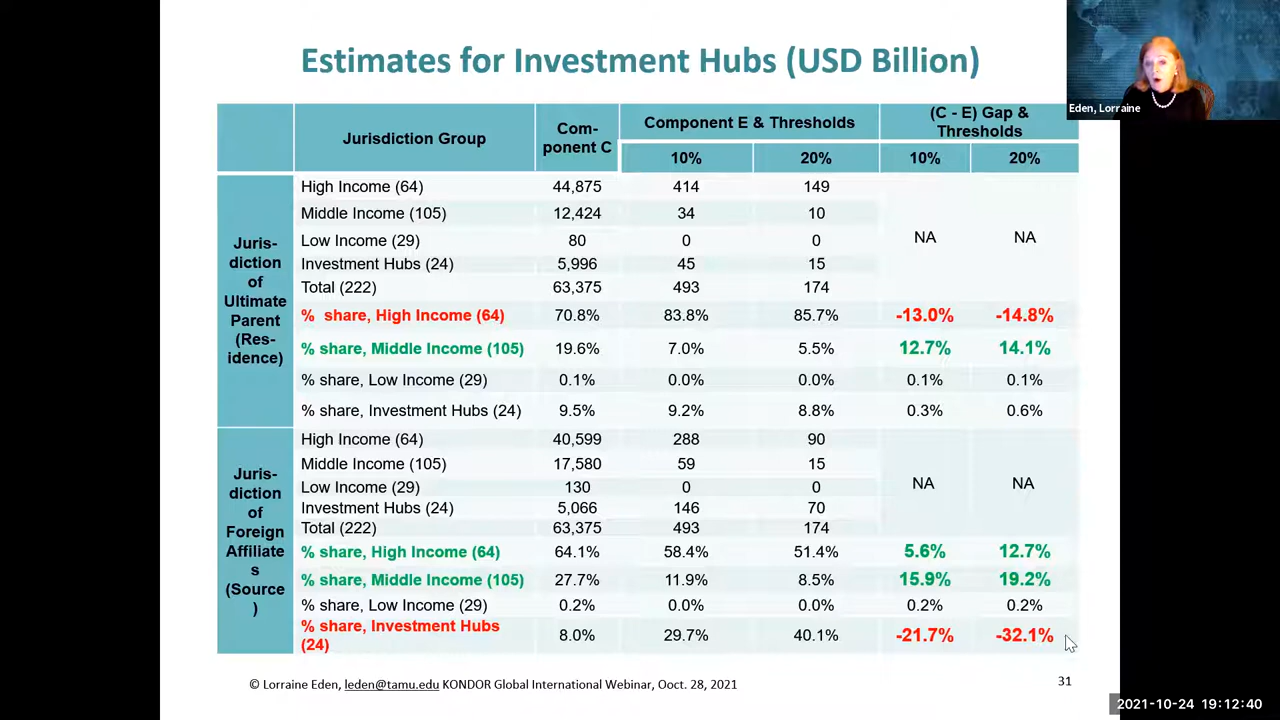 Estimates for Investment Hubs (USD Billion)
Eden, Lorraine
Jurisdiction Group
Com-
ponent C
Component E & Thresholds
(C - E) Gap &
Thresholds
10% 20% 10% 20%
Juris-
diction
of
Ultimate
Parent
(Res-
idence)
High Income (64) 44,875 414 149
Middle Income (105) 12,424 34 10
Low Income (29) 80 0 0
Investment Hubs (24) 5,996 45 15
Total (222) 63,375 493 174
NA NA
% share, High Income (64) 70.8% 83.8% 85.7% -13.0% -14.8%
% share, Middle Income (105) 19.6% 7.0% 5.5% 12.7% 14.1%
% share, Low Income (29) 0.1% 0.0% 0.0% 0.1% 0.1%
% share, Investment Hubs (24) 9.5% 9.2% 8.8% 0.3% 0.6%
Juris-
diction
of
Foreign
Affiliate
s
(Source
)
High Income (64) 40,599 288 90
Middle Income (105) 17,580 59 15
Low Income (29) 130 0 0
Investment Hubs (24) 5,066 146 70
Total (222) 63,375 493 174
NA NA
% share, High Income (64) 64.1% 58.4% 51.4% 5.6% 12.7%
% share, Middle Income (105) 27.7% 11.9% 8.5% 15.9% 19.2%
% share, Low Income (29) 0.2% 0.0% 0.0% 0.2% 0.2%
% share, Investment Hubs
(24) 8.0% 29.7% 40.1% -21.7% -32.1%
© Lorraine Eden, leden@tamu.edu KONDOR Global International Webinar, Ooct. 28, 2021
31
2021-10-24 19:12:40